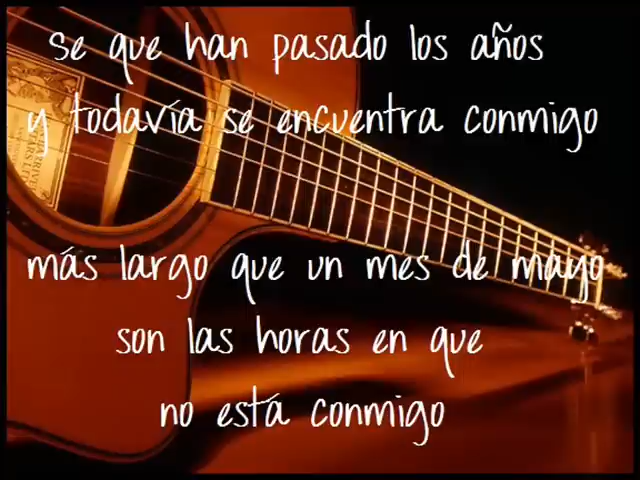 se que han pasado los años
y todavía se encuentra conmigo
más largo que un mes de mayo
son las horas en que
no está conmigo